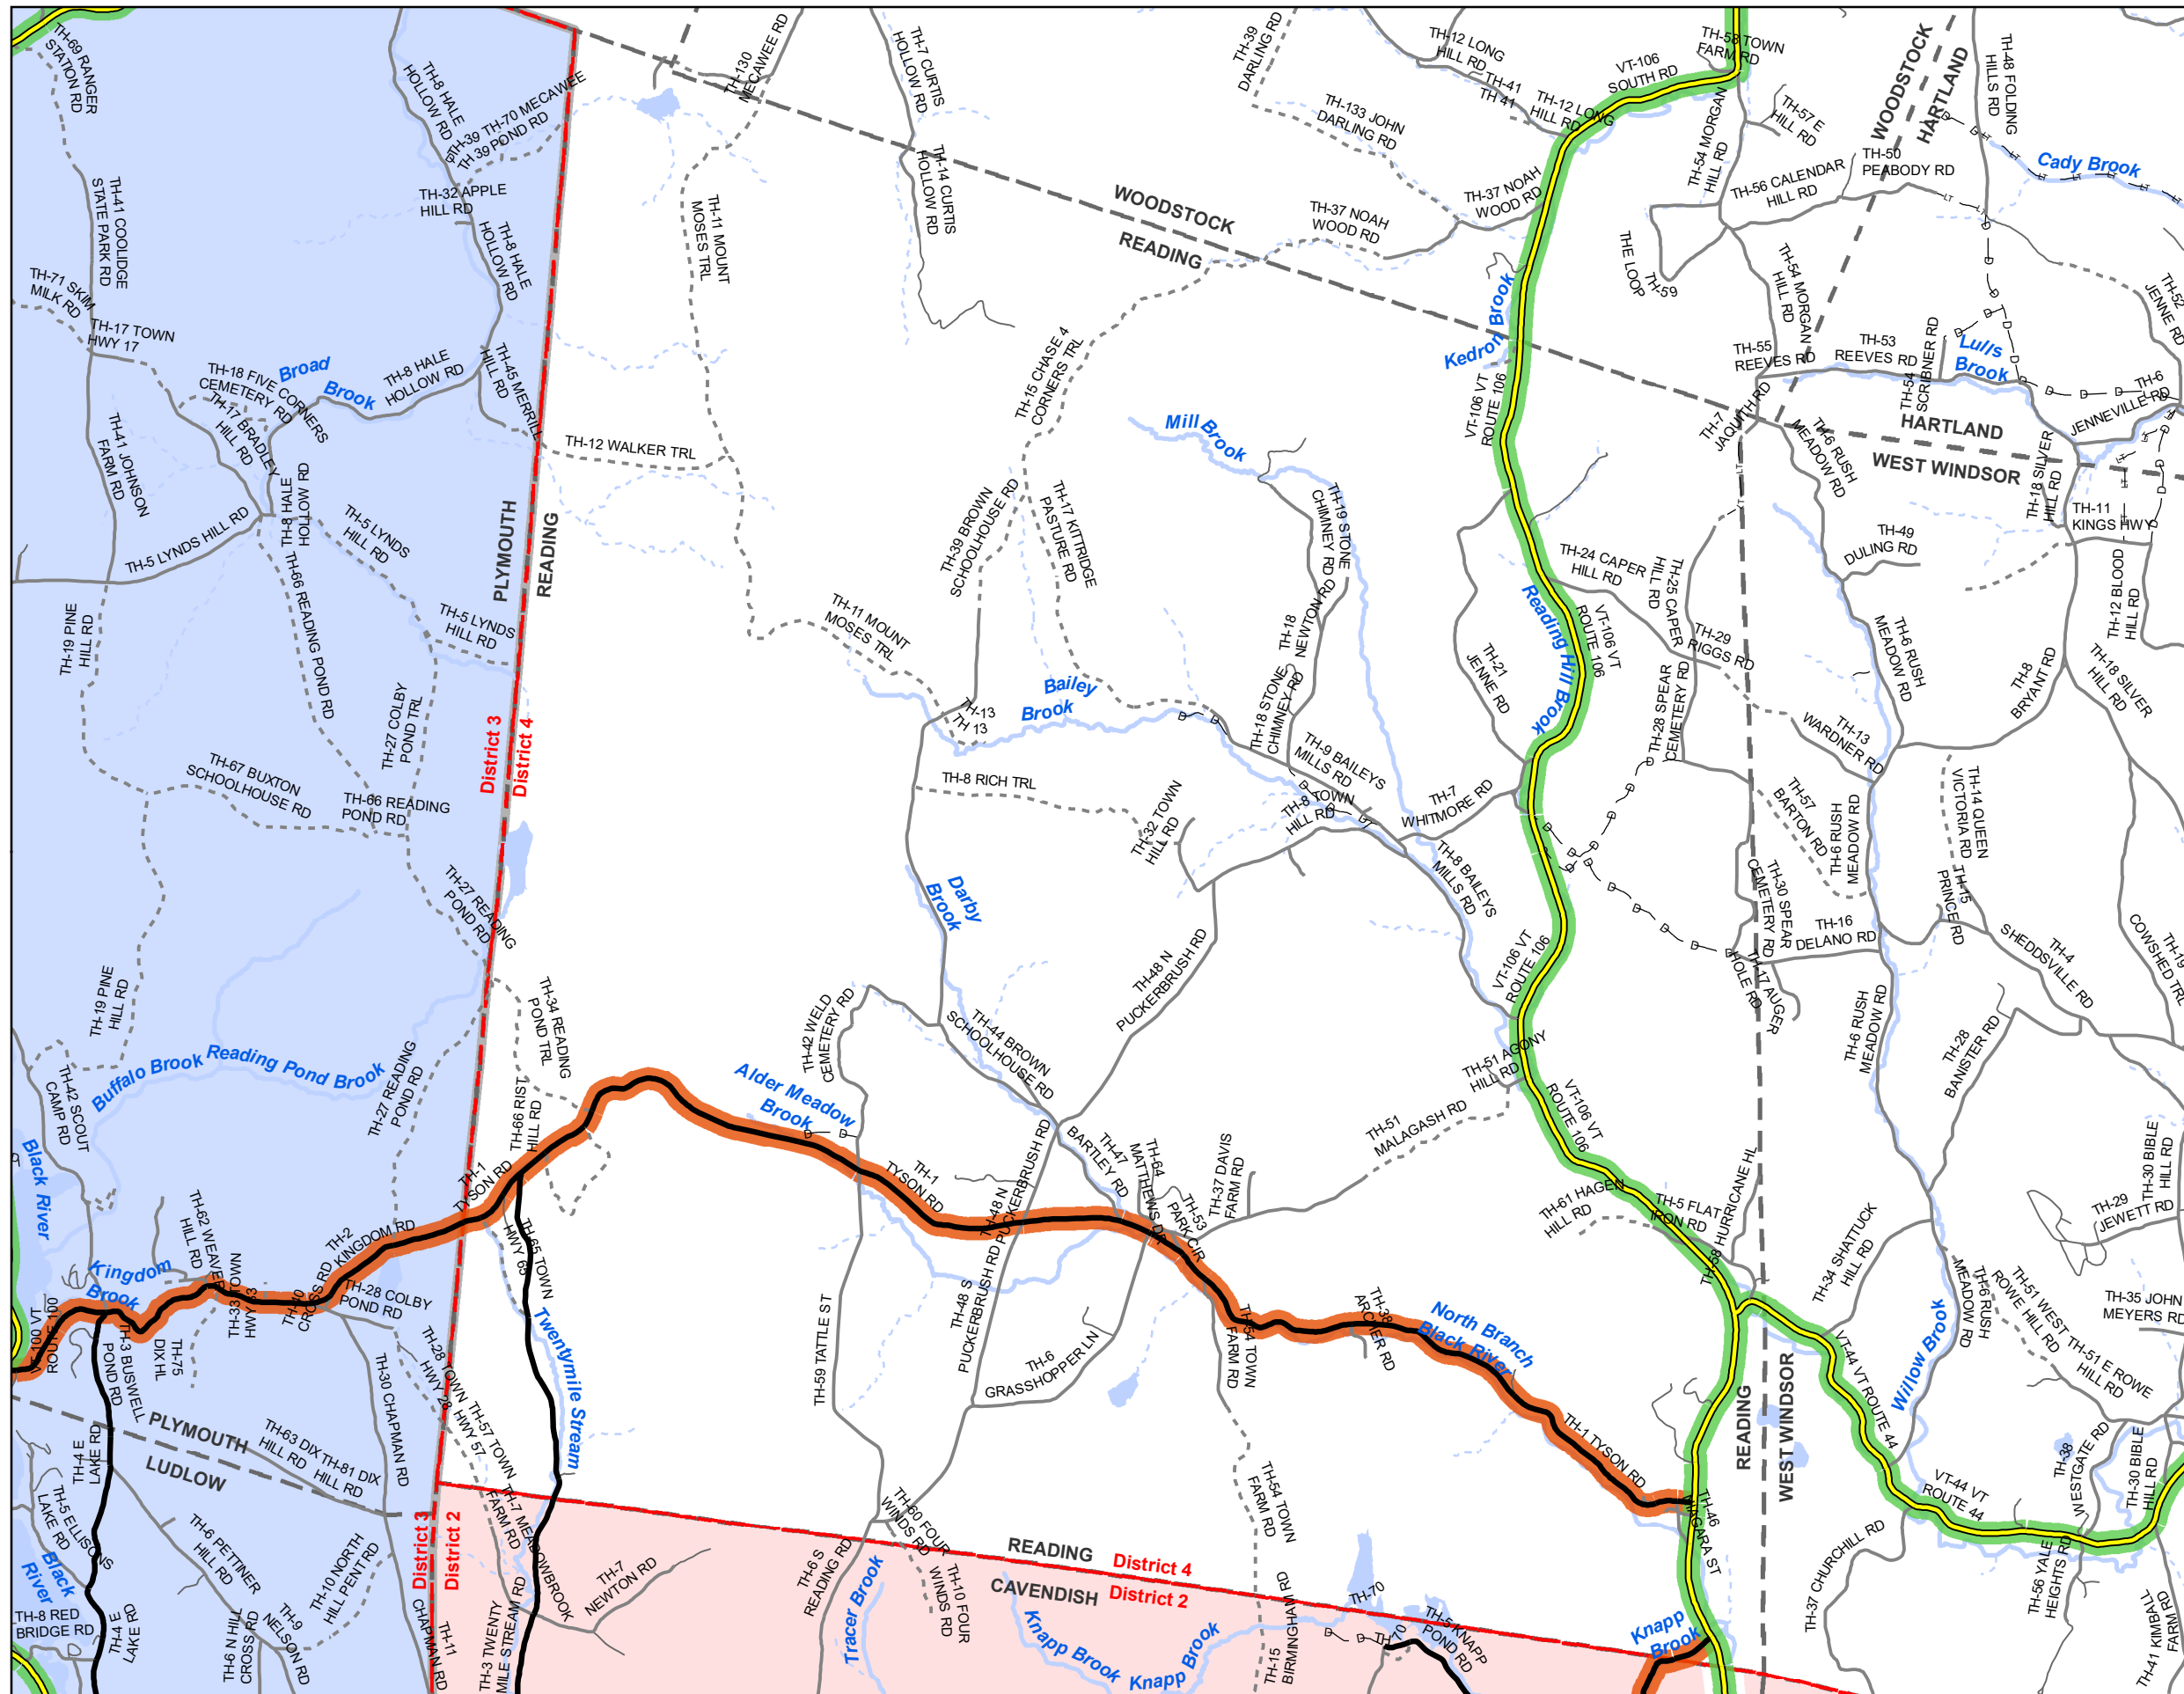 TH-69 RANGER
STATION RD
TH-8 HALE
HOLLOW RD
TH-39 TH-70 MECAWEE
TH 39 POND RD
TH-130
MECAWEE RD
TH-7 CURTIS
HOLLOW RD
TH-39
DARLING RD
TH-12 LONG
HILL RD
TH-41
TH 41
TH-12 LONG
HILL RD
VT-106
SOUTH RD
TH-58 TOWN
FARM RD
TH-57 E
HILL RD
WOODSTOCK
HARTLAND
TH-48 FOLDING
HILLS RD
Cady Brook
TH-133 JOHN
DARLING RD
TH-54 MORGAN
HILL RD
TH-50
PEABODY RD
TH-56 CALENDAR
HILL RD
TH-41 COOLIDGE
STATE PARK RD
TH-32 APPLE
HILL RD
TH-8 HALE
HOLLOW RD
TH-11 MOUNT
MOSES TRL
TH-14 CURTIS
HOLLOW RD
WOODSTOCK
READING
TH-37 NOAH
WOOD RD
TH-37 NOAH
WOOD RD
THE LOOP
TH-59
TH-54 MORGAN
HILL RD
TH-52
JENNE RD
TH-71 SKIM
MILK RD
TH-17 TOWN
HWY 17
Kedron Brook
VT-106 VT
ROUTE 106
TH-55
REEVES RD
TH-53
REEVES RD
TH-54
SCRIBNER RD
Lulls
Brook
TH-6
JENNEVILLE RD
Broad
Brook
TH-8 HALE
HOLLOW RD
TH-45 MERRILL
HILL RD
TH-18 FIVE CORNERS
CEMETERY RD
TH-17 BRADLEY
HILL RD
TH-41 JOHNSON
FARM RD
TH-15 CHASE 4
CORNERS TRL
TH-7
JAQUITH RD
HARTLAND
WEST WINDSOR
TH-6 RUSH
MEADOW RD
TH-18 SILVER
HILL RD
TH-12 WALKER TRL
Mill Brook
TH-8 HALE
HOLLOW RD
TH-5 LYNDS HILL RD
TH-5 LYNDS
HILL RD
PLYMOUTH
READING
TH-39 BROWN
SCHOOLHOUSE RD
TH-17 KITTRIDGE
PASTURE RD
TH-19 STONE
CHIMNEY RD
TH-24 CAPER
HILL RD
TH-25 CAPER
HILL RD
TH-49
DULING RD
TH-11
KINGS HWY
TH-12 BLOOD
HILL RD
TH-19 PINE
HILL RD
TH-66 READING POND RD
TH-5 LYNDS
HILL RD
TH-11 MOUNT
MOSES TRL
TH-18
NEWTON RD
TH-21
JENNE RD
Reading Hill Brook
VT-106 VT
ROUTE 106
TH-29
RIGGS RD
TH-6 RUSH
MEADOW RD
TH-8
BRYANT RD
TH-18 SILVER
HILL RD
TH-27 COLBY
POND TRL
District 3
District 4
TH-13
TH 13
Bailey
Brook
TH-18 STONE
CHIMNEY RD
TH-28 SPEAR
CEMETERY RD
TH-13
WARDNER RD
TH-67 BUXTON
SCHOOLHOUSE RD
TH-66 READING
POND RD
TH-8 RICH TRL
TH-9 BAILEYS
MILLS RD
TH-8 TOWN
HILL RD
TH-7
WHITMORE RD
TH-57
BARTON RD
TH-6 RUSH
MEADOW RD
TH-14 QUEEN
VICTORIA RD
TH-32 TOWN
HILL RD
TH-8 BAILEYS
MILLS RD
TH-27 READING
POND RD
Darby
Brook
TH-48 N
PUCKERBRUSH RD
VT-106 VT
ROUTE 106
TH-30 SPEAR
CEMETERY RD
TH-16
DELANO RD
TH-15
PRINCE RD
TH-4
SHEDDSVILLE RD
TH-19
COWSHED TRL
TH-19 PINE
HILL RD
TH-34 READING
POND TRL
TH-42 WELD
CEMETERY RD
TH-44 BROWN
SCHOOLHOUSE RD
TH-17 AUGER
HOLE RD
TH-6 RUSH
MEADOW RD
TH-28
BANISTER RD
Buffalo Brook
Reading Pond Brook
TH-27 READING
POND RD
TH-42 SCOUT
CAMP RD
TH-66 RIST
HILL RD
Alder Meadow
Brook
TH-51 AGONY
HILL RD
TH-51
MALAGASH RD
VT-106 VT
ROUTE 106
Black River
TH-1
TYSON RD
TH-1
TYSON RD
TH-48 N
PUCKERBRUSH RD
TH-47
BARTLEY RD
TH-64
MATTHEWS DR
TH-53
PARK CIR
TH-37 DAVIS
FARM RD
TH-61 HAGEN
HILL RD
TH-5 FLAT
IRON RD
TH-58 HURRICANE HL
TH-34 SHATTUCK
HILL RD
TH-30 BIBLE
HILL RD
TH-29
JEWETT RD
Kingdom
Brook
TH-62 WEAVER
HILL RD
TH-33 TOWN
HWY 33
TH-2
KINGDOM RD
TH-40
CROSS RD
TH-28 COLBY
POND RD
TH-65 TOWN
HWY 65
Twentymile Stream
TH-59 TATTLE ST
TH-48 S
PUCKERBRUSH RD
TH-6
GRASSHOPPER LN
TH-54 TOWN
FARM RD
TH-38
ARCHER RD
North Branch
Black River
TH-6 RUSH
MEADOW RD
TH-51 WEST
ROWE HILL RD
TH-51 E ROWE
HILL RD
TH-35 JOHN
MEYERS RD
VT-100 VT
ROUTE 100
TH-3 BUSWELL
POND RD
TH-75
DIX HL
TH-30 CHAPMAN RD
TH-28 TOWN
HWY 28
TH-57 TOWN
HWY 57
VT-44 VT ROUTE 44
Willow Brook
PLYMOUTH
LUDLOW
TH-63 DIX
HILL RD
TH-81 DIX
HILL RD
TH-4 E
LAKE RD
TH-1 TYSON RD
READING
WEST WINDSOR
TH-38
WESTGATE RD
TH-30 BIBLE
HILL RD
TH-5 ELLISONS
LAKE RD
Black
River
TH-6 PETTINER
HILL RD
TH-10 NORTH
HILL PENT RD
District 3
District 2
TH-7 MEADOWBROOK
FARM RD
TH-7
NEWTON RD
TH-60 FOUR
WINDS RD
TH-54 TOWN
FARM RD
READING District 4
CAVENDISH District 2
TH-46
NIAGARA ST
VT-44 VT
ROUTE 44
TH-8 RED
BRIDGE RD
TH-4 E
LAKE RD
TH-6 N HILL
CROSS RD
TH-9
NELSON RD
TH-11
CHAPMAN RD
TH-3 TWENTY
MILE STREAM RD
TH-6 S
READING RD
Tracer Brook
TH-10 FOUR
WINDS RD
Knapp Brook
Knapp Brook
TH-15
BIRMINGHAM RD
TH-70
TH-70
TH-5 KNAPP
POND RD
Knapp
Brook
TH-37 CHURCHILL RD
TH-56 YALE
HEIGHTS RD
TH-41 KIMBALL
FARM RD